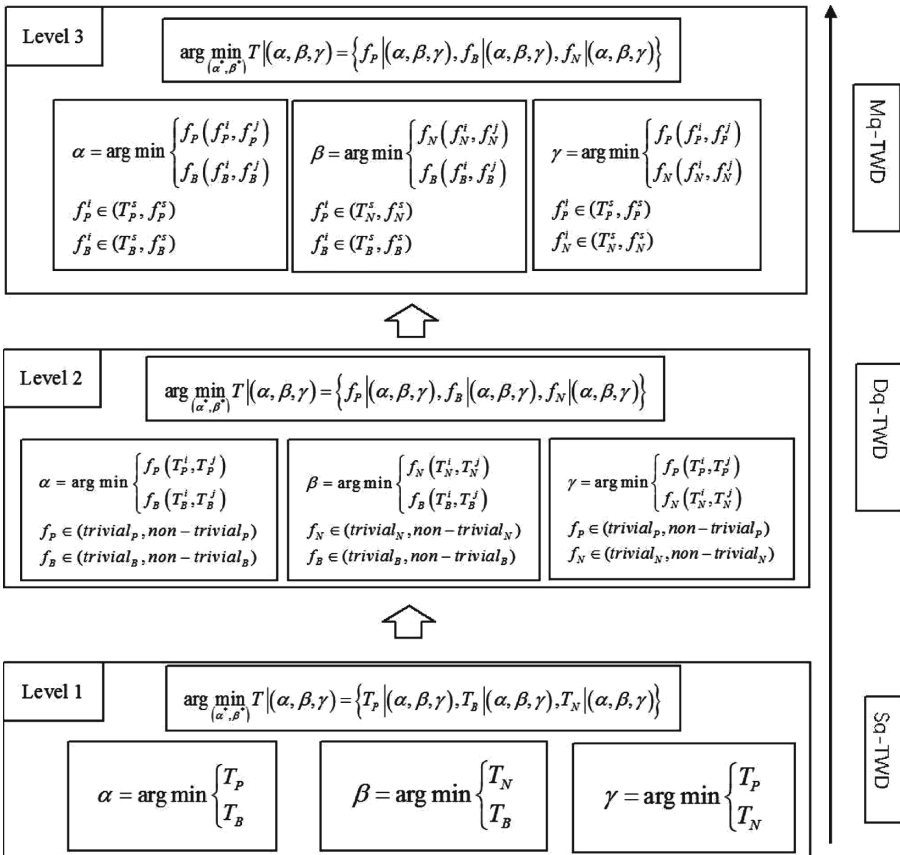 Level 3
arg min_{(α*,β*)} T|(α,β,γ) = {f_P|(α,β,γ), f_B|(α,β,γ), f_N|(α,β,γ)}
α = arg min { f_P(f_P^i, f_P^j)
f_B(f_B^i, f_B^j)
f_P^i ∈ (T_P^s, f_P^s)
f_B^i ∈ (T_B^s, f_B^s)
β = arg min { f_N(f_N^i, f_N^j)
f_B(f_B^i, f_B^j)
f_P^i ∈ (T_N^s, f_N^s)
f_B^i ∈ (T_B^s, f_B^s)
γ = arg min { f_P(f_P^i, f_P^j)
f_N(f_N^i, f_N^j)
f_P^i ∈ (T_P^s, f_P^s)
f_N^i ∈ (T_N^s, f_N^s)
Mq-TWD
Level 2
arg min_{(α*,β*)} T|(α,β,γ) = {f_P|(α,β,γ), f_B|(α,β,γ), f_N|(α,β,γ)}
α = arg min { f_P(T_P^i, T_P^j)
f_B(T_B^i, T_B^j)
f_P ∈ (trivial_P, non-trivial_P)
f_B ∈ (trivial_B, non-trivial_B)
β = arg min { f_N(T_N^i, T_N^j)
f_B(T_B^i, T_B^j)
f_N ∈ (trivial_N, non-trivial_N)
f_B ∈ (trivial_B, non-trivial_B)
γ = arg min { f_P(T_P^i, T_P^j)
f_N(T_N^i, T_N^j)
f_P ∈ (trivial_P, non-trivial_P)
f_N ∈ (trivial_N, non-trivial_N)
Dq-TWD
Level 1
arg min_{(α*,β*)} T|(α,β,γ) = {T_P|(α,β,γ), T_B|(α,β,γ), T_N|(α,β,γ)}
α = arg min { T_P
T_B
β = arg min { T_N
T_B
γ = arg min { T_P
T_N
Sq-TWD